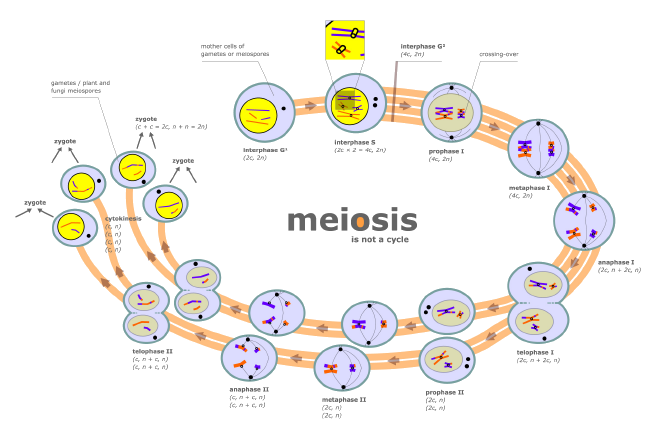 mother cells of
gametes or meiospores
interphase G²
(4c, 2n)
crossing-over
gametes / plant and
fungi meiospores
zygote
(c + c = 2c, n + n = 2n)
zygote
zygote
zygote
interphase G¹
(2c, 2n)
interphase S
(2c × 2 = 4c, 2n)
prophase I
(4c, 2n)
metaphase I
(4c, 2n)
anaphase I
(2c, n + 2c, n)
telophase I
(2c, n + 2c, n)
meiosis
is not a cycle
cytokinesis
(c, n)
(c, n)
(c, n)
(c, n)
telophase II
(c, n + c, n)
(c, n + c, n)
anaphase II
(c, n + c, n)
(c, n + c, n)
metaphase II
(2c, n)
(2c, n)
prophase II
(2c, n)
(2c, n)